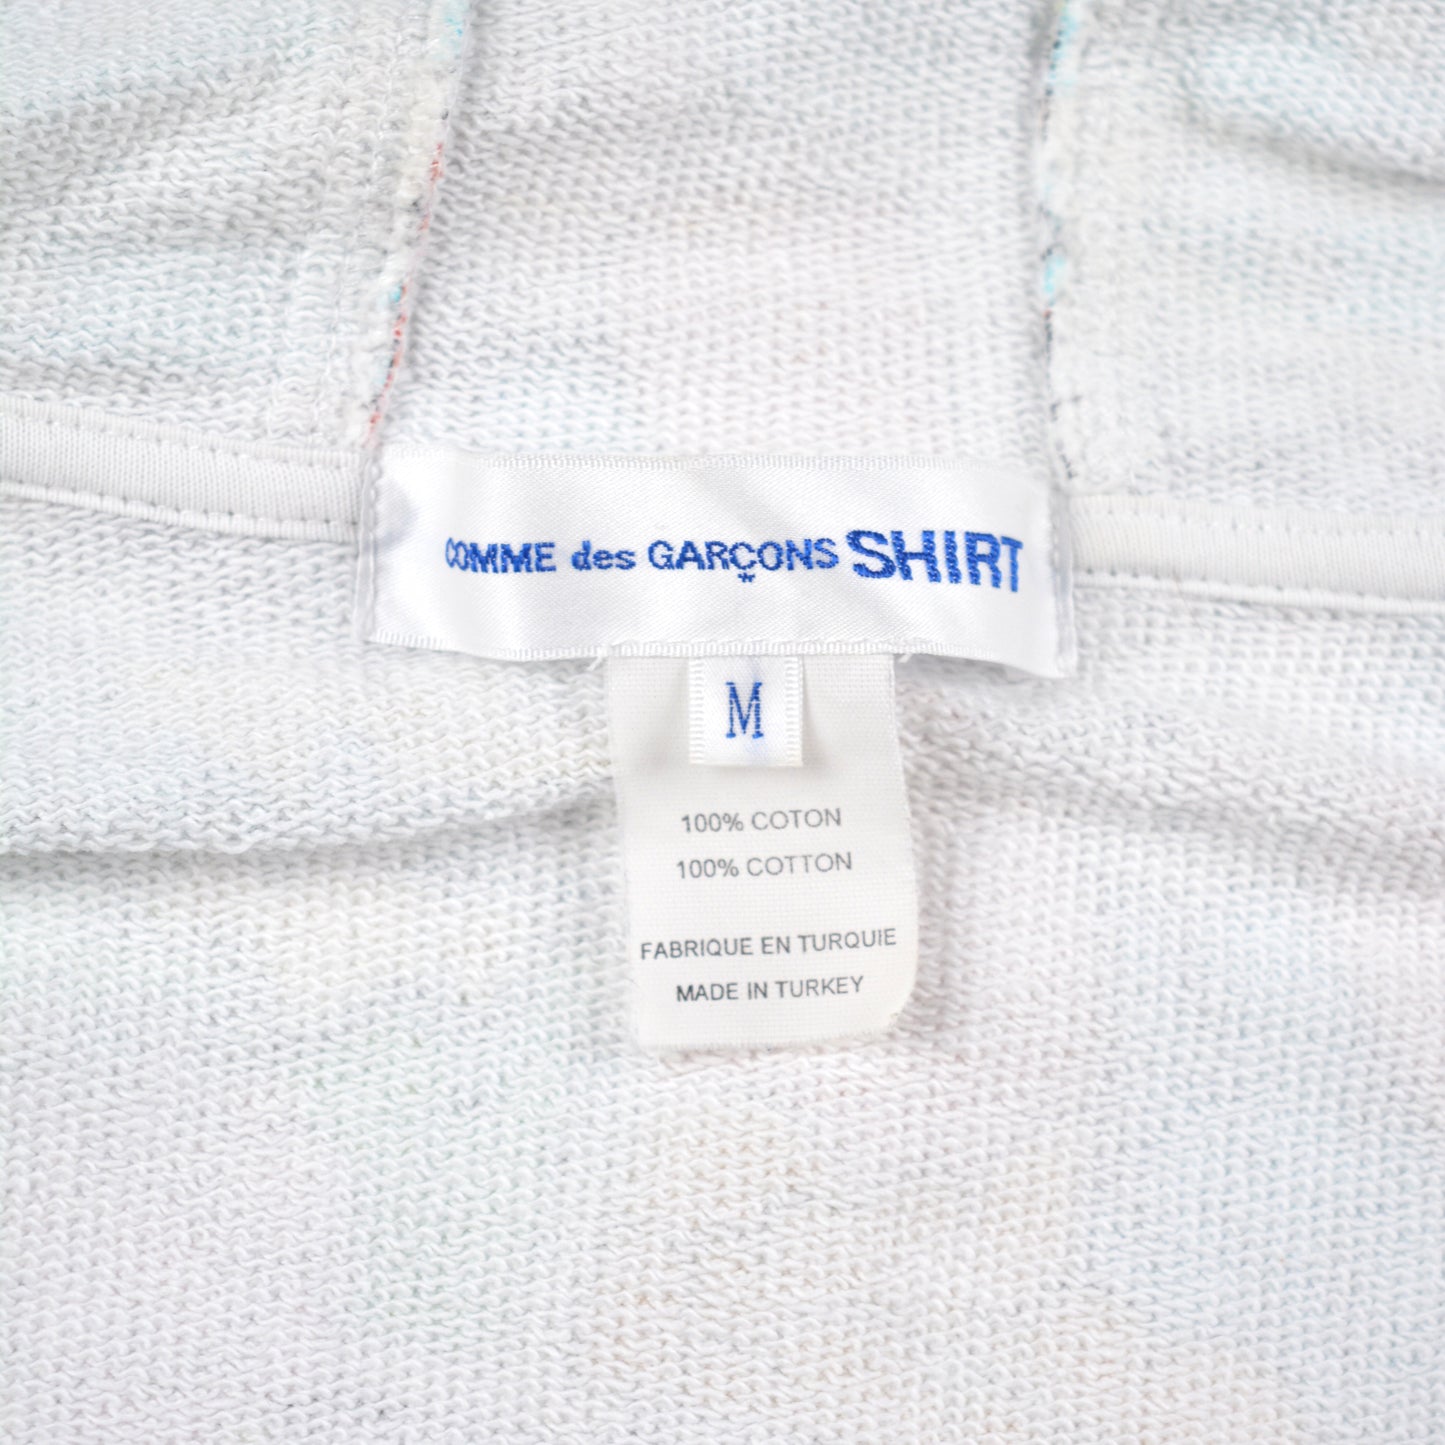 COMME des GARÇONS SHIRT
M
100% COTON
100% COTTON
FABRIQUE EN TURQUIE
MADE IN TURKEY